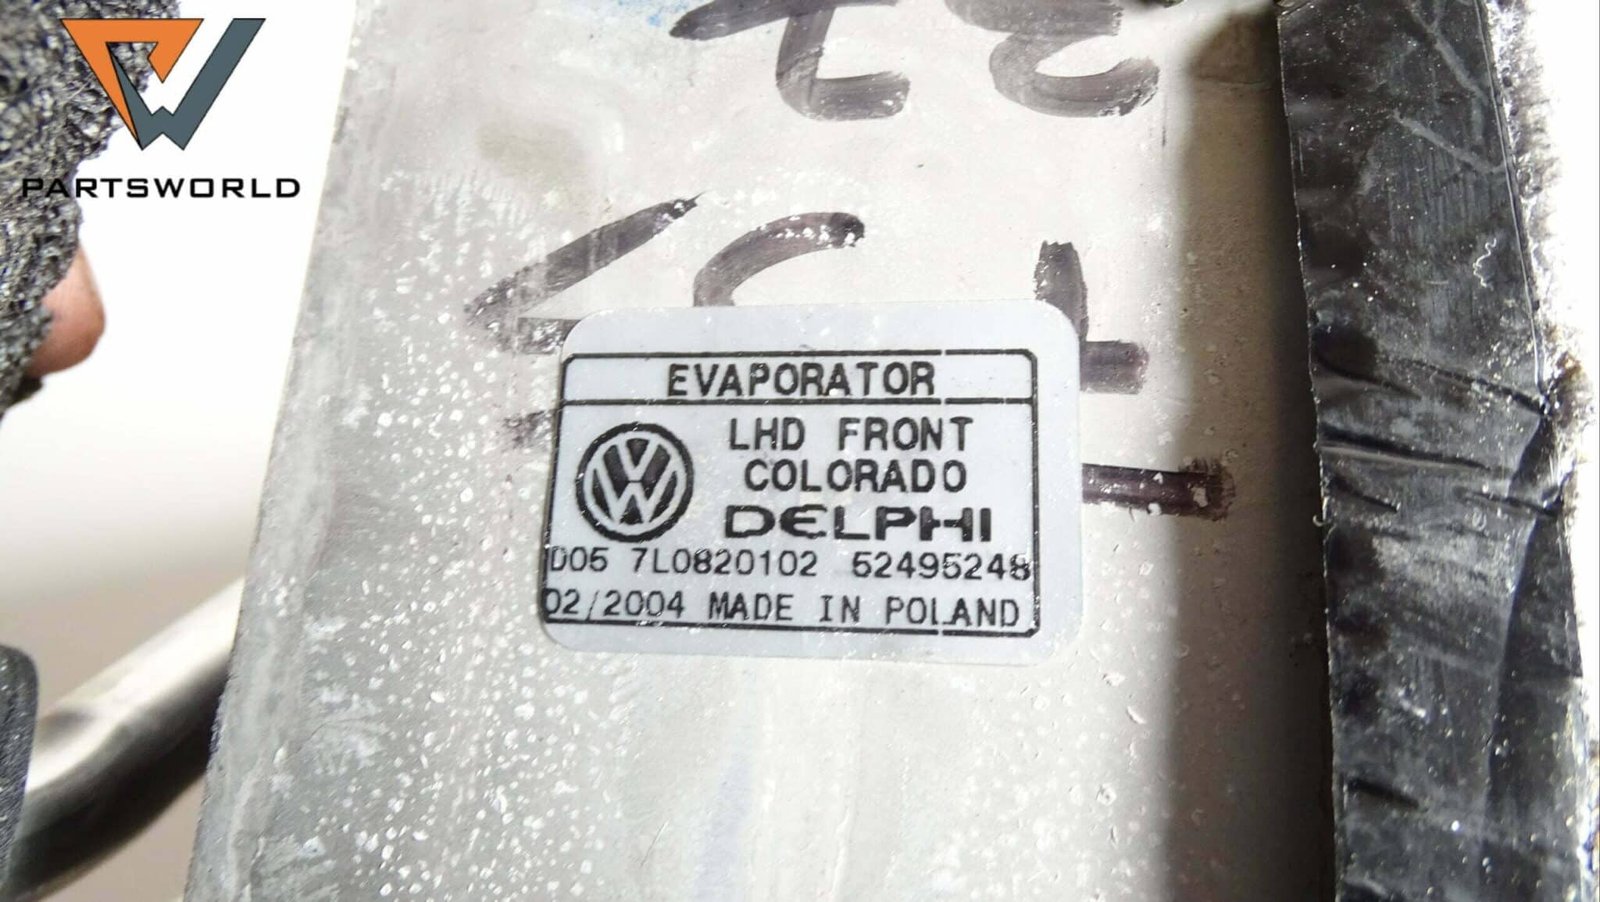 PARTSWORLD
EVAPORATOR
LHD FRONT
COLORADO
DELPHI
D05 7L0820102 52495248
02/2004 MADE IN POLAND